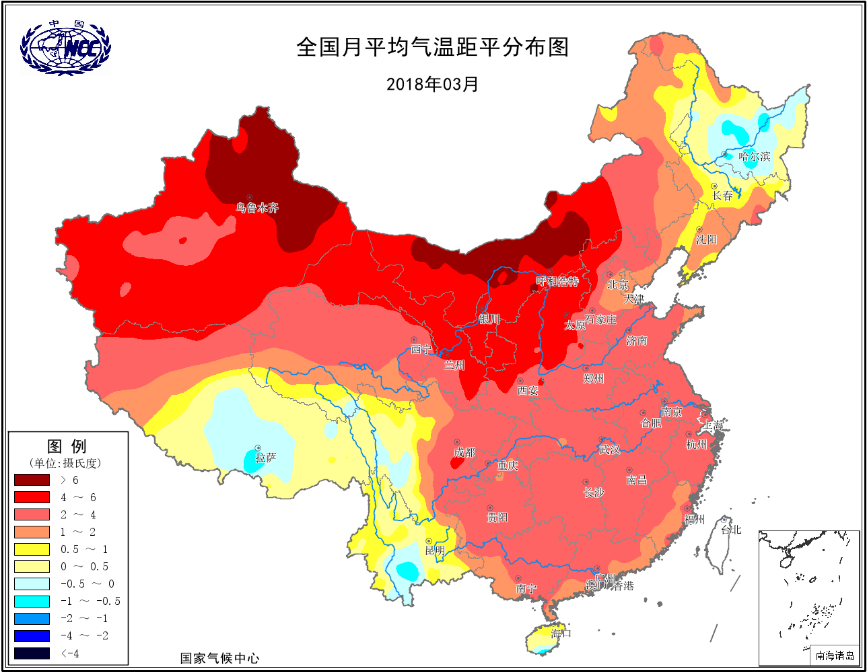 中国
NCC
全国月平均气温距平分布图
2018年03月
哈尔滨
长春
乌鲁木齐
沈阳
呼和浩特
北京
天津
银川
太原
石家庄
济南
西宁
兰州
西安
郑州
南京
合肥
上海
成都
武汉
杭州
拉萨
重庆
南昌
长沙
贵阳
福州
台北
昆明
广州
南宁
澳门
香港
海口
图 例
(单位:摄氏度)
> 6
4 ~ 6
2 ~ 4
1 ~ 2
0.5 ~ 1
0 ~ 0.5
-0.5 ~ 0
-1 ~ -0.5
-2 ~ -1
-4 ~ -2
<-4
国家气候中心
南海诸岛